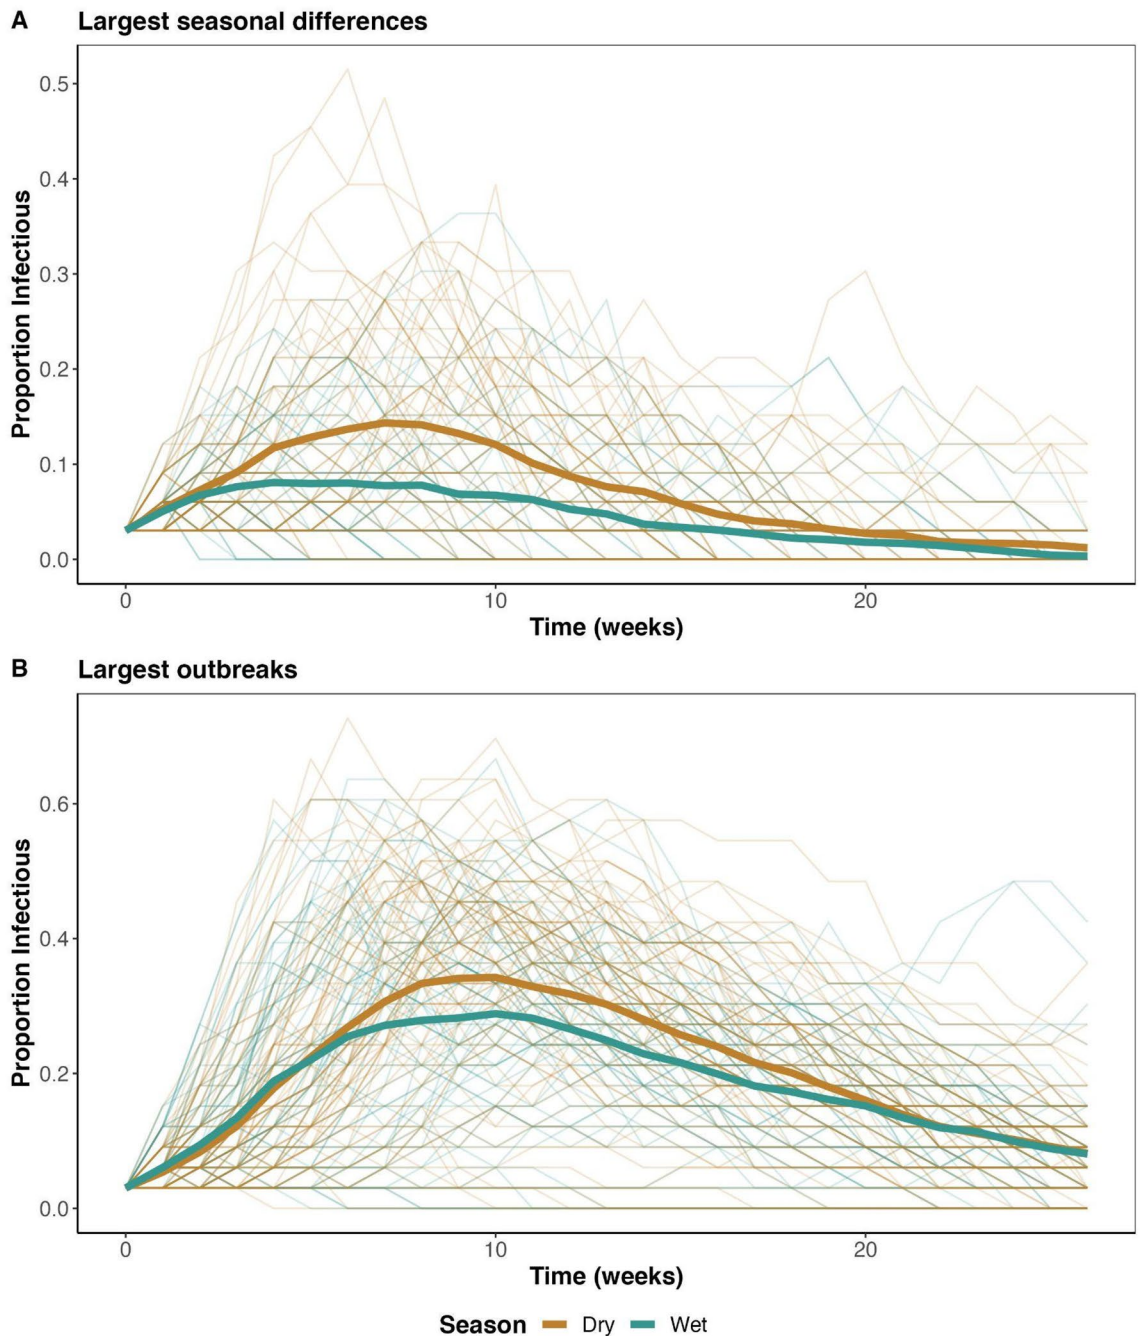 A Largest seasonal differences
0.5
0.4
0.3
0.2
0.1
0.0
Proportion Infectious
0 10 20
Time (weeks)
B Largest outbreaks
0.6
0.4
0.2
0.0
Proportion Infectious
0 10 20
Time (weeks)
Season Dry Wet